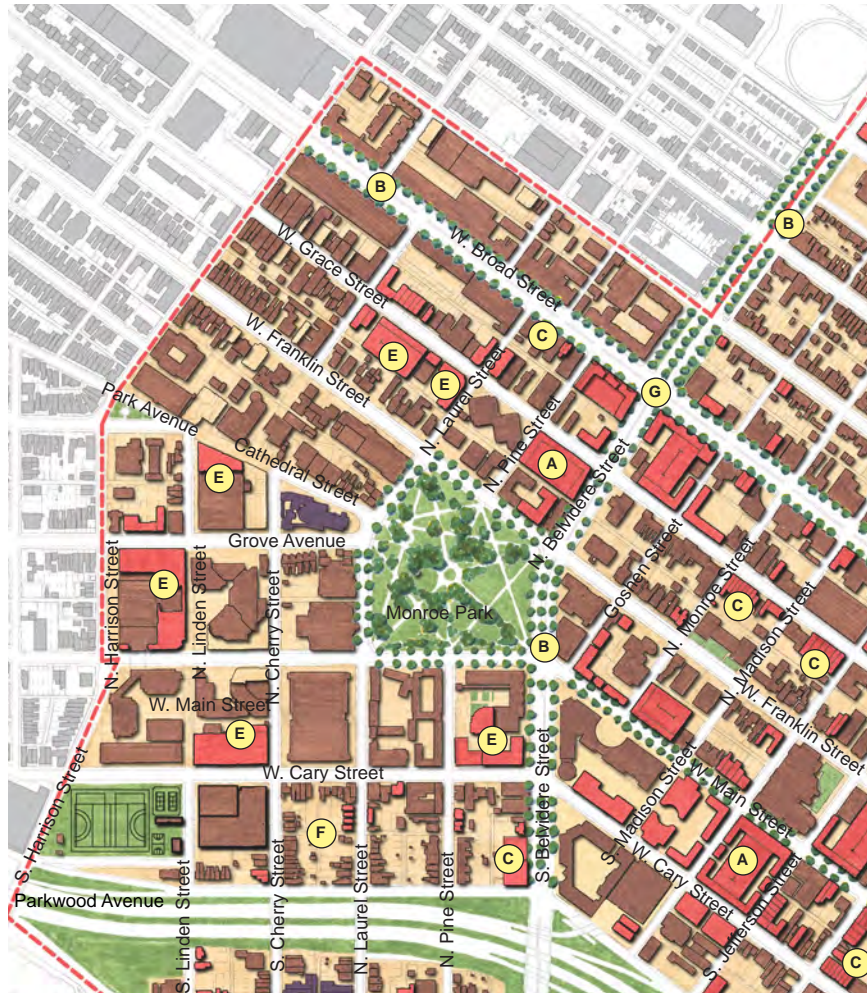 B
B
W. Broad Street
W. Grace Street
C
E
W. Franklin Street
E
N. Laurel Street
G
Park Avenue
N. Pine Street
A
Cathedral Street
E
N. Belvidere Street
Grove Avenue
E
N. Harrison Street
N. Linden Street
N. Cherry Street
Monroe Park
Goshen Street
N. Monroe Street
C
B
N. Madison Street
C
W. Main Street
E
E
W. Franklin Street
W. Cary Street
S. Belvidere Street
W. Main Street
S. Harrison Street
F
S. Madison Street
C
W. Cary Street
A
Parkwood Avenue
S. Linden Street
S. Cherry Street
N. Laurel Street
N. Pine Street
S. Jefferson Street
C